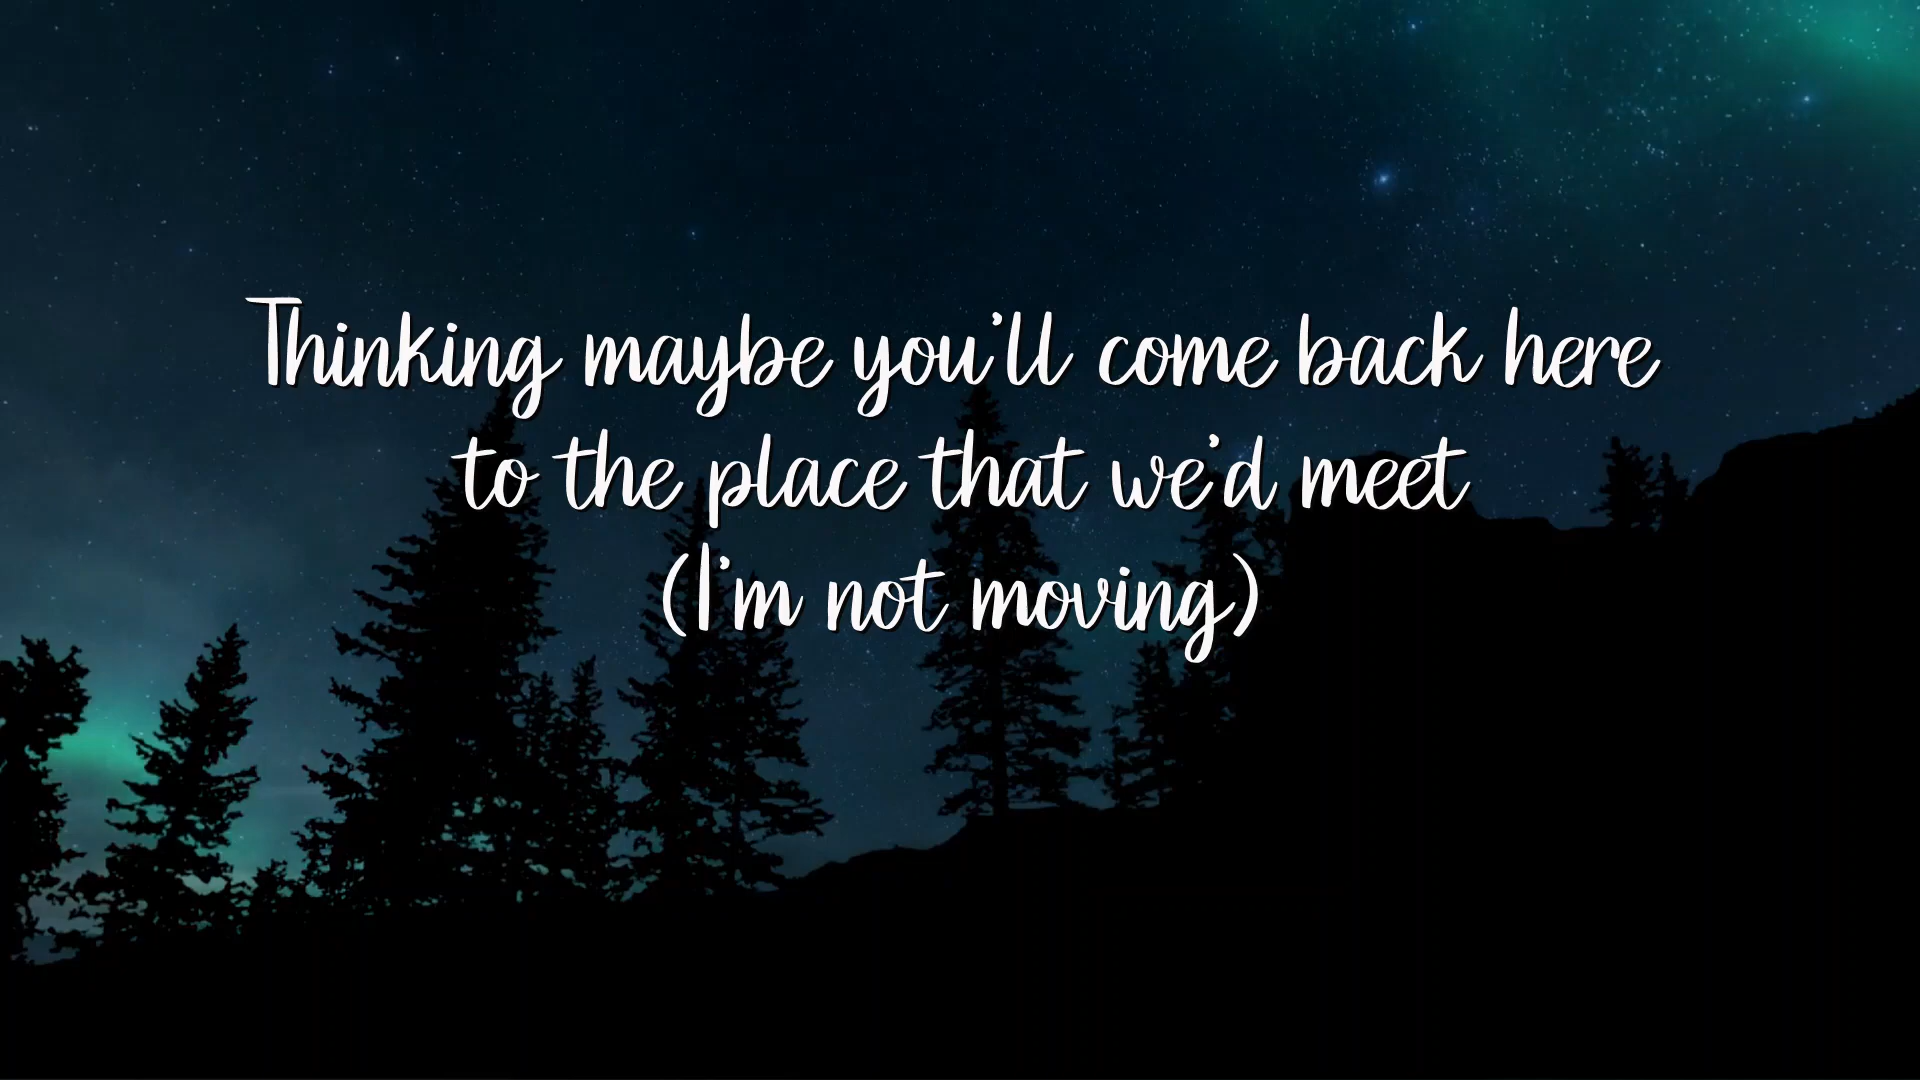 Thinking maybe you'll come back here
to the place that we'd meet
(I'm not moving)